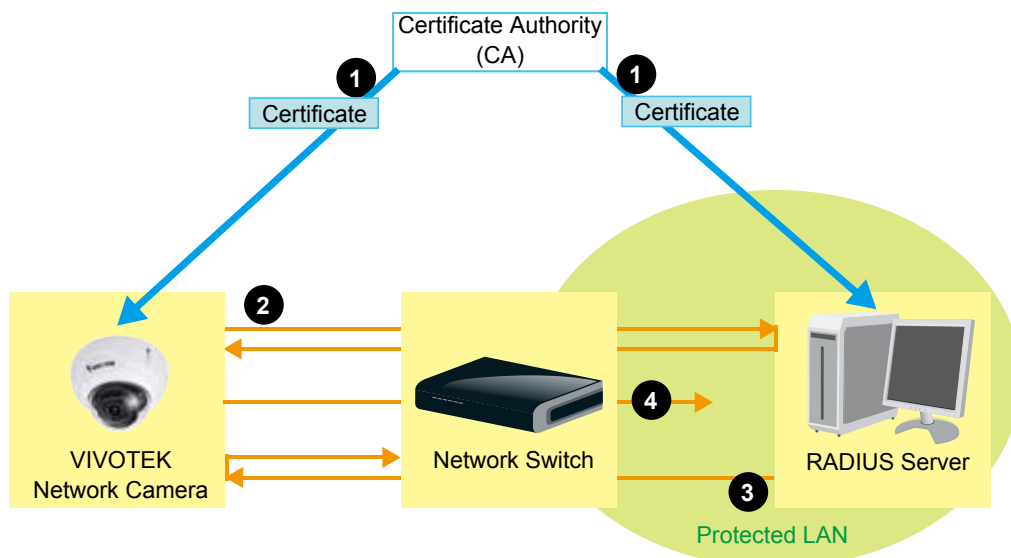 Certificate Authority
(CA)
1
1
Certificate
Certificate
2
4
VIVOTEK
Network Camera
Network Switch
RADIUS Server
3
Protected LAN